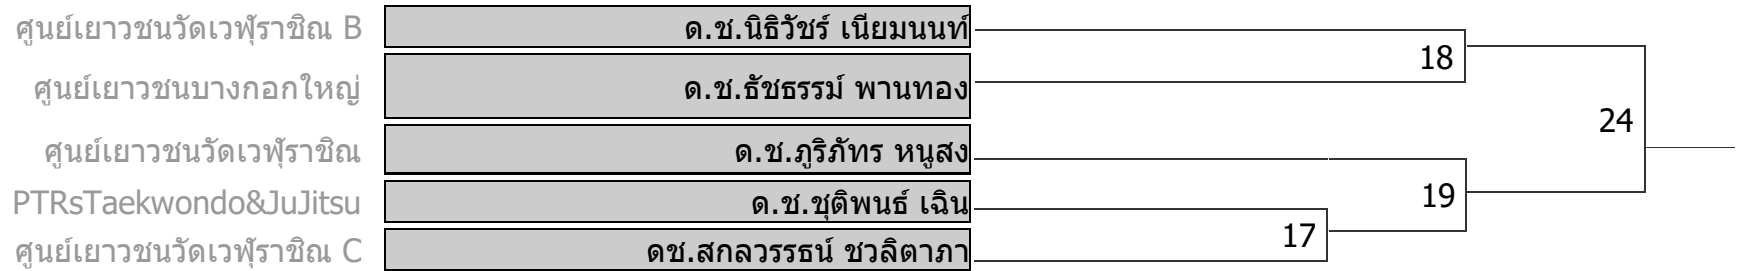 ศูนย์เยาวชนวัดเวฬุราชิณ B ด.ช.นิธิวัชร์ เนียมนนท์
18
ศูนย์เยาวชนบางกอกใหญ่ ด.ช.ธัชธรรม์ พานทอง
24
ศูนย์เยาวชนวัดเวฬุราชิณ ด.ช.ภูริภัทร หนูสง
19
PTRsTaekwondo&JuJitsu ด.ช.ชุติพนธ์ เฉิน
17
ศูนย์เยาวชนวัดเวฬุราชิณ C ดช.สกลวรรธน์ ชวลิตาภา